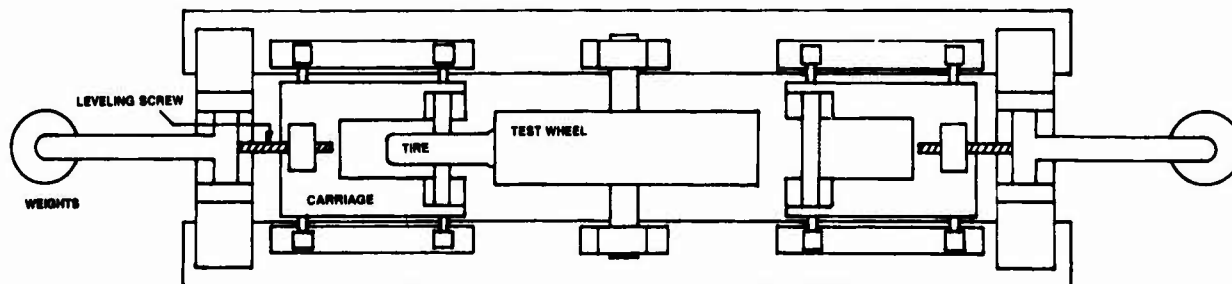 LEVELING SCREW
TEST WHEEL
TIRE
CARRIAGE
WEIGHTS